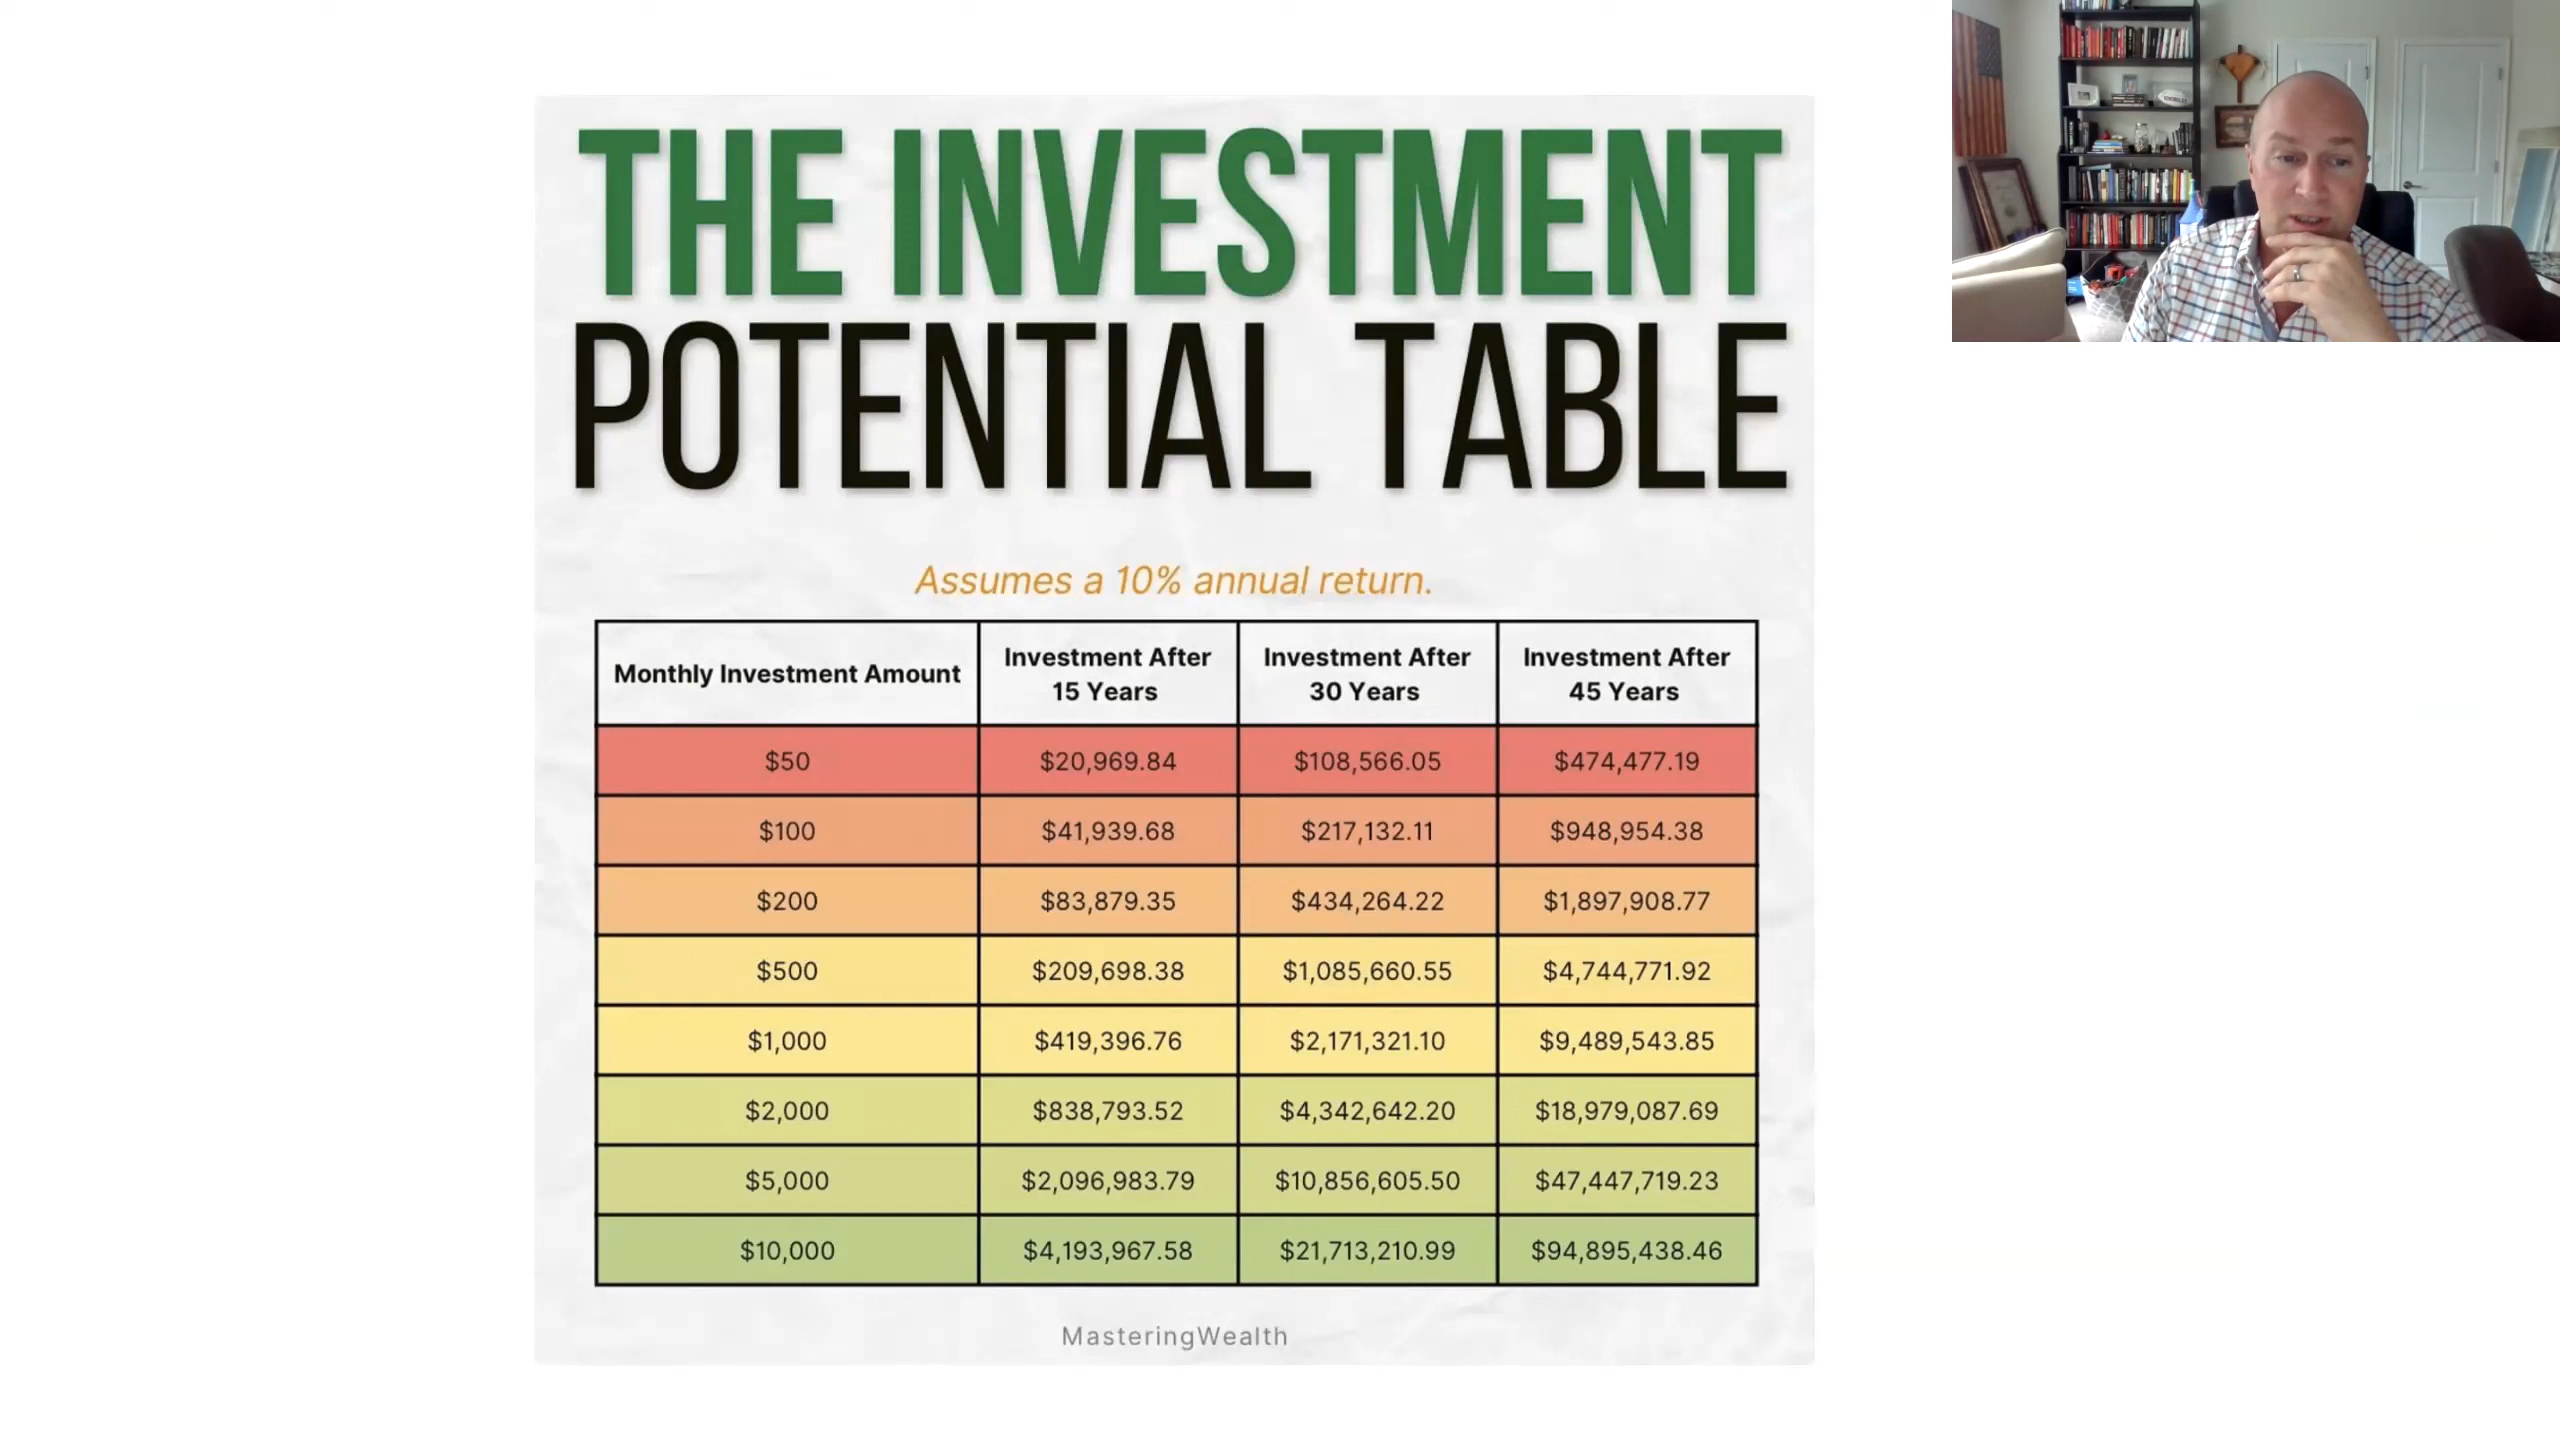 THE INVESTMENT
POTENTIAL TABLE
Assumes a 10% annual return.
Monthly Investment Amount
Investment After
15 Years
Investment After
30 Years
Investment After
45 Years
$50 $20,969.84 $108,566.05 $474,477.19
$100 $41,939.68 $217,132.11 $948,954.38
$200 $83,879.35 $434,264.22 $1,897,908.77
$500 $209,698.38 $1,085,660.55 $4,744,771.92
$1,000 $419,396.76 $2,171,321.10 $9,489,543.85
$2,000 $838,793.52 $4,342,642.20 $18,979,087.69
$5,000 $2,096,983.79 $10,856,605.50 $47,447,719.23
$10,000 $4,193,967.58 $21,713,210.99 $94,895,438.46
MasteringWealth